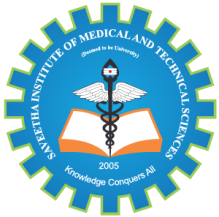 SAVEETHA INSTITUTE OF MEDICAL AND TECHNICAL SCIENCES
(Deemed to be University)
2005
Knowledge Conquers All